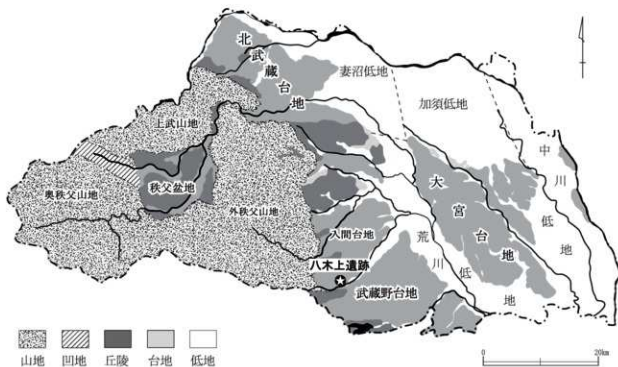 北武蔵台地
妻沼低地
加須低地
中川低地
上武山地
秩父盆地
奥秩父山地
外秩父山地
大宮台地
荒川低地
入間台地
八木上遺跡
武蔵野台地
山地
凹地
丘陵
台地
低地
0
20km